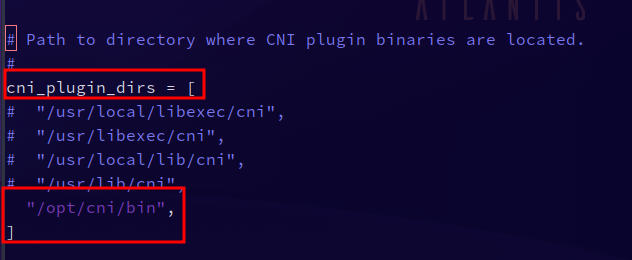 ATLANTIS
# Path to directory where CNI plugin binaries are located.
#
cni_plugin_dirs = [
#  "/usr/local/libexec/cni",
#  "/usr/libexec/cni",
#  "/usr/local/lib/cni",
#  "/usr/lib/cni",
  "/opt/cni/bin",
]